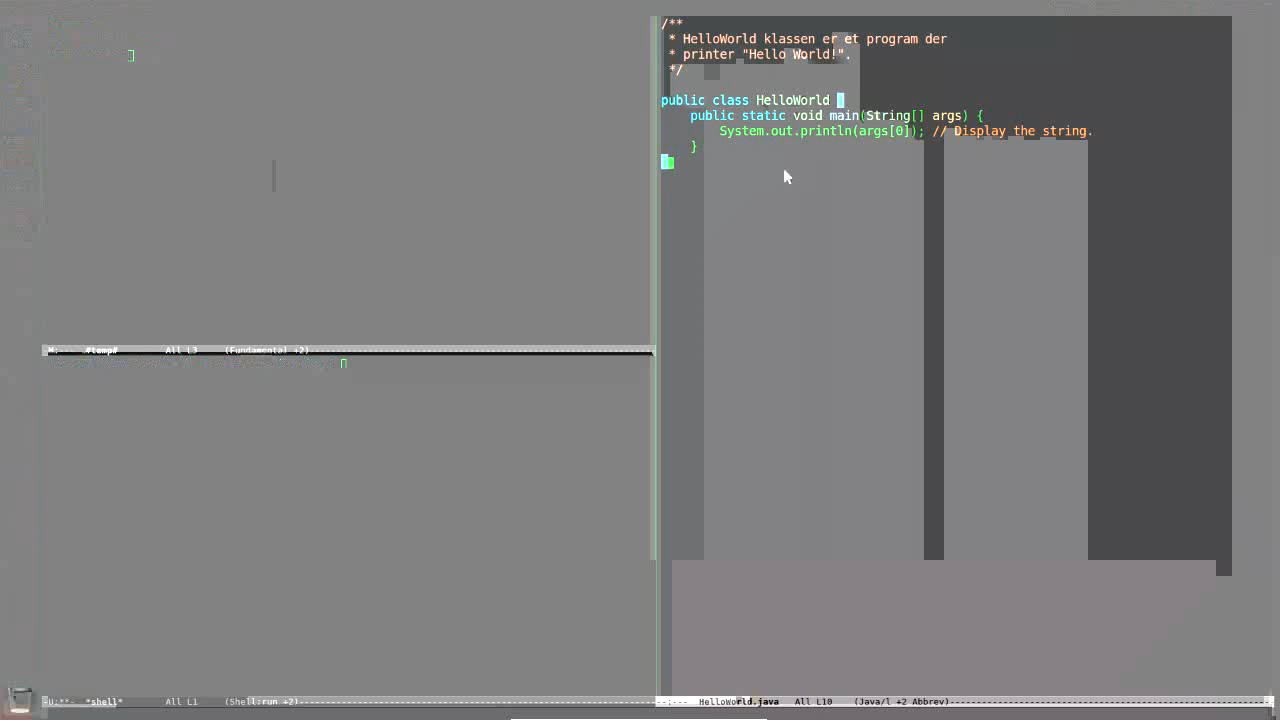 /**
 * HelloWorld klassen er et program der
 * printer "Hello World!".
 */
public class HelloWorld {
    public static void main(String[] args) {
        System.out.println(args[0]); // Display the string.
    }
}
#temp# All L3 (Fundamental +2)
-U:**- *shell* All L1 (Shell:run +2)
--:--- HelloWorld.java All L10 (Java/l +2 Abbrev)